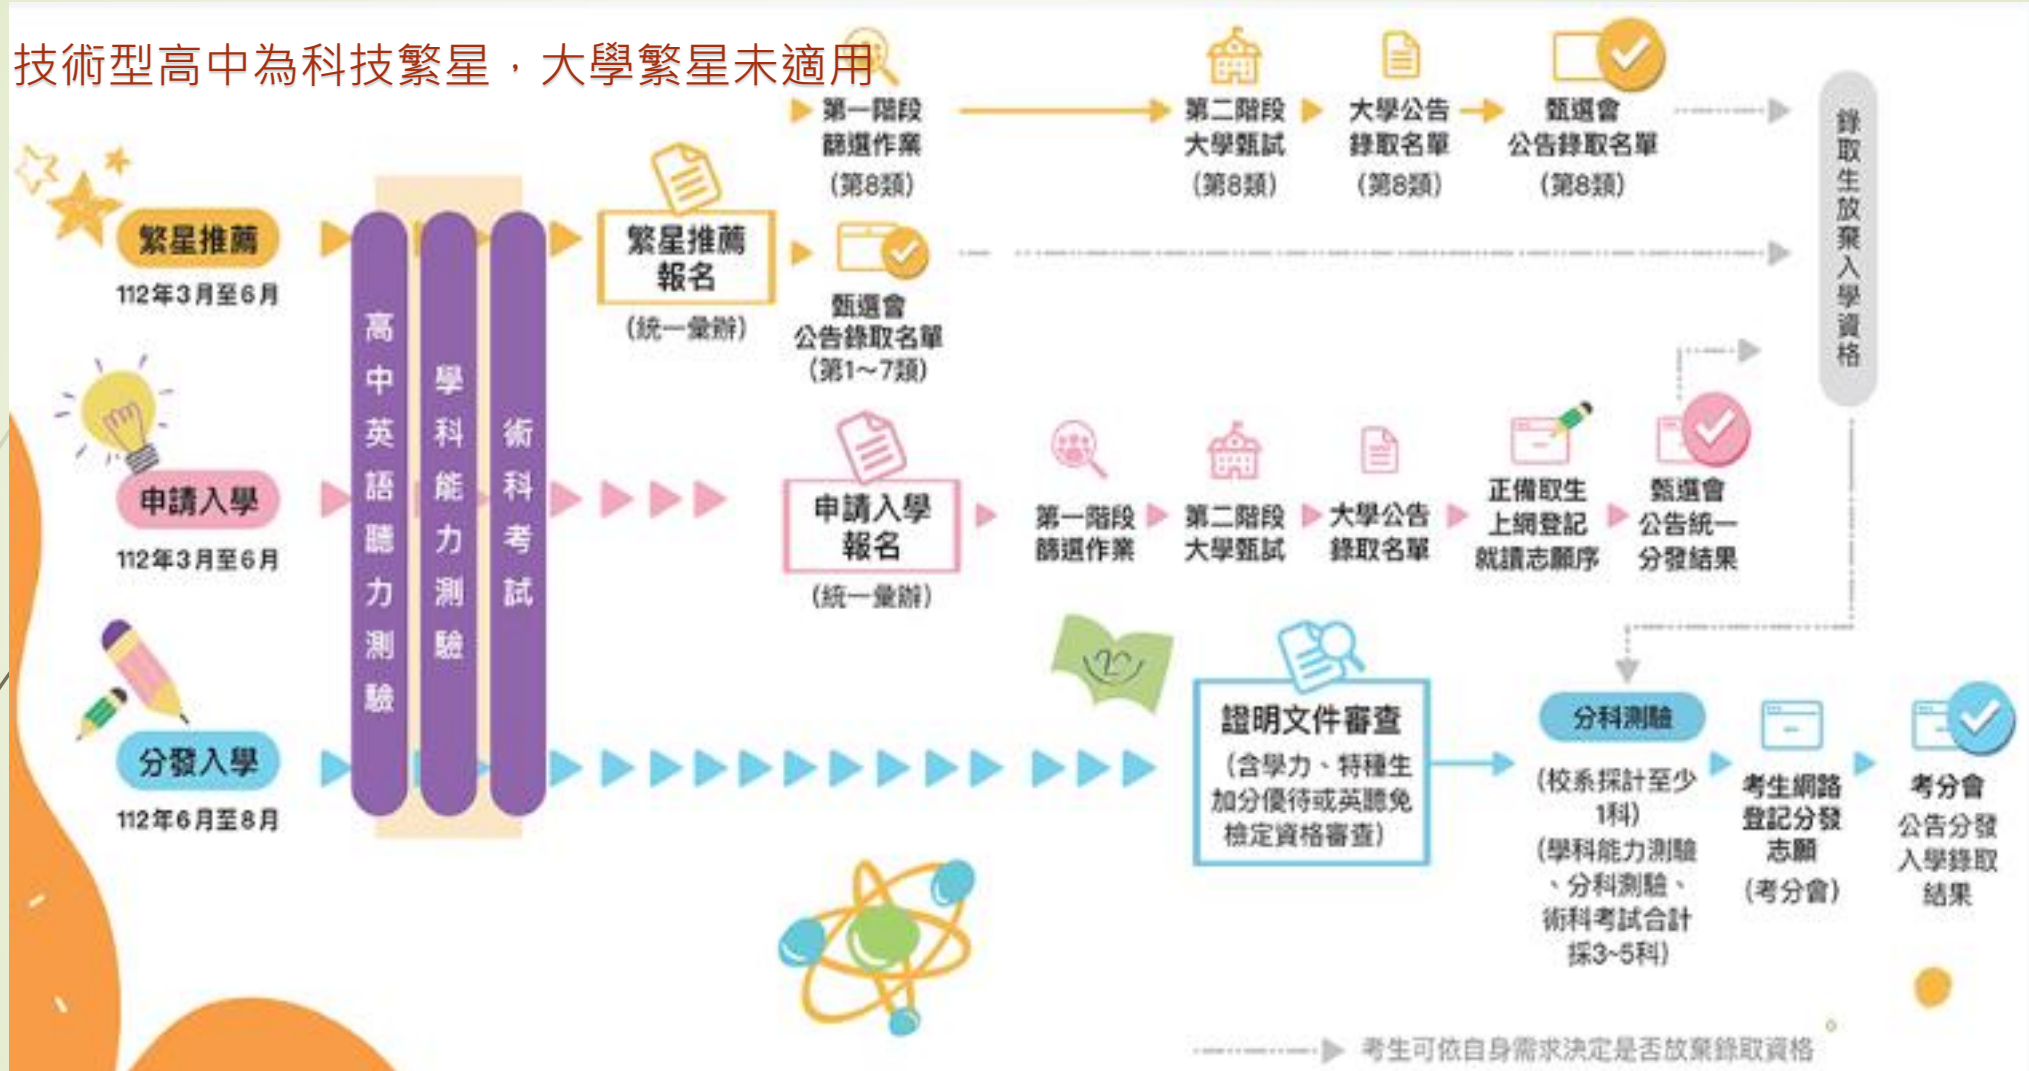 技術型高中為科技繁星，大學繁星未適用
第一階段
篩選作業
(第8類)
第二階段
大學甄試
(第8類)
大學公告
錄取名單
(第8類)
甄選會
公告錄取名單
(第8類)
錄取生放棄入學資格
繁星推薦
112年3月至6月
高中英語聽力測驗
學科能力測驗
術科考試
繁星推薦
報名
(統一彙辦)
甄選會
公告錄取名單
(第1～7類)
申請入學
112年3月至6月
申請入學
報名
(統一彙辦)
第一階段
篩選作業
第二階段
大學甄試
大學公告
錄取名單
正備取生
上網登記
就讀志願序
甄選會
公告統一
分發結果
分發入學
112年6月至8月
證明文件審查
(含學力、特種生
加分優待或英聽免
檢定資格審查)
分科測驗
(校系採計至少
1科)
(學科能力測驗
、分科測驗、
術科考試合計
採3~5科)
考生網路
登記分發
志願
(考分會)
考分會
公告分發
入學錄取
結果
考生可依自身需求決定是否放棄錄取資格